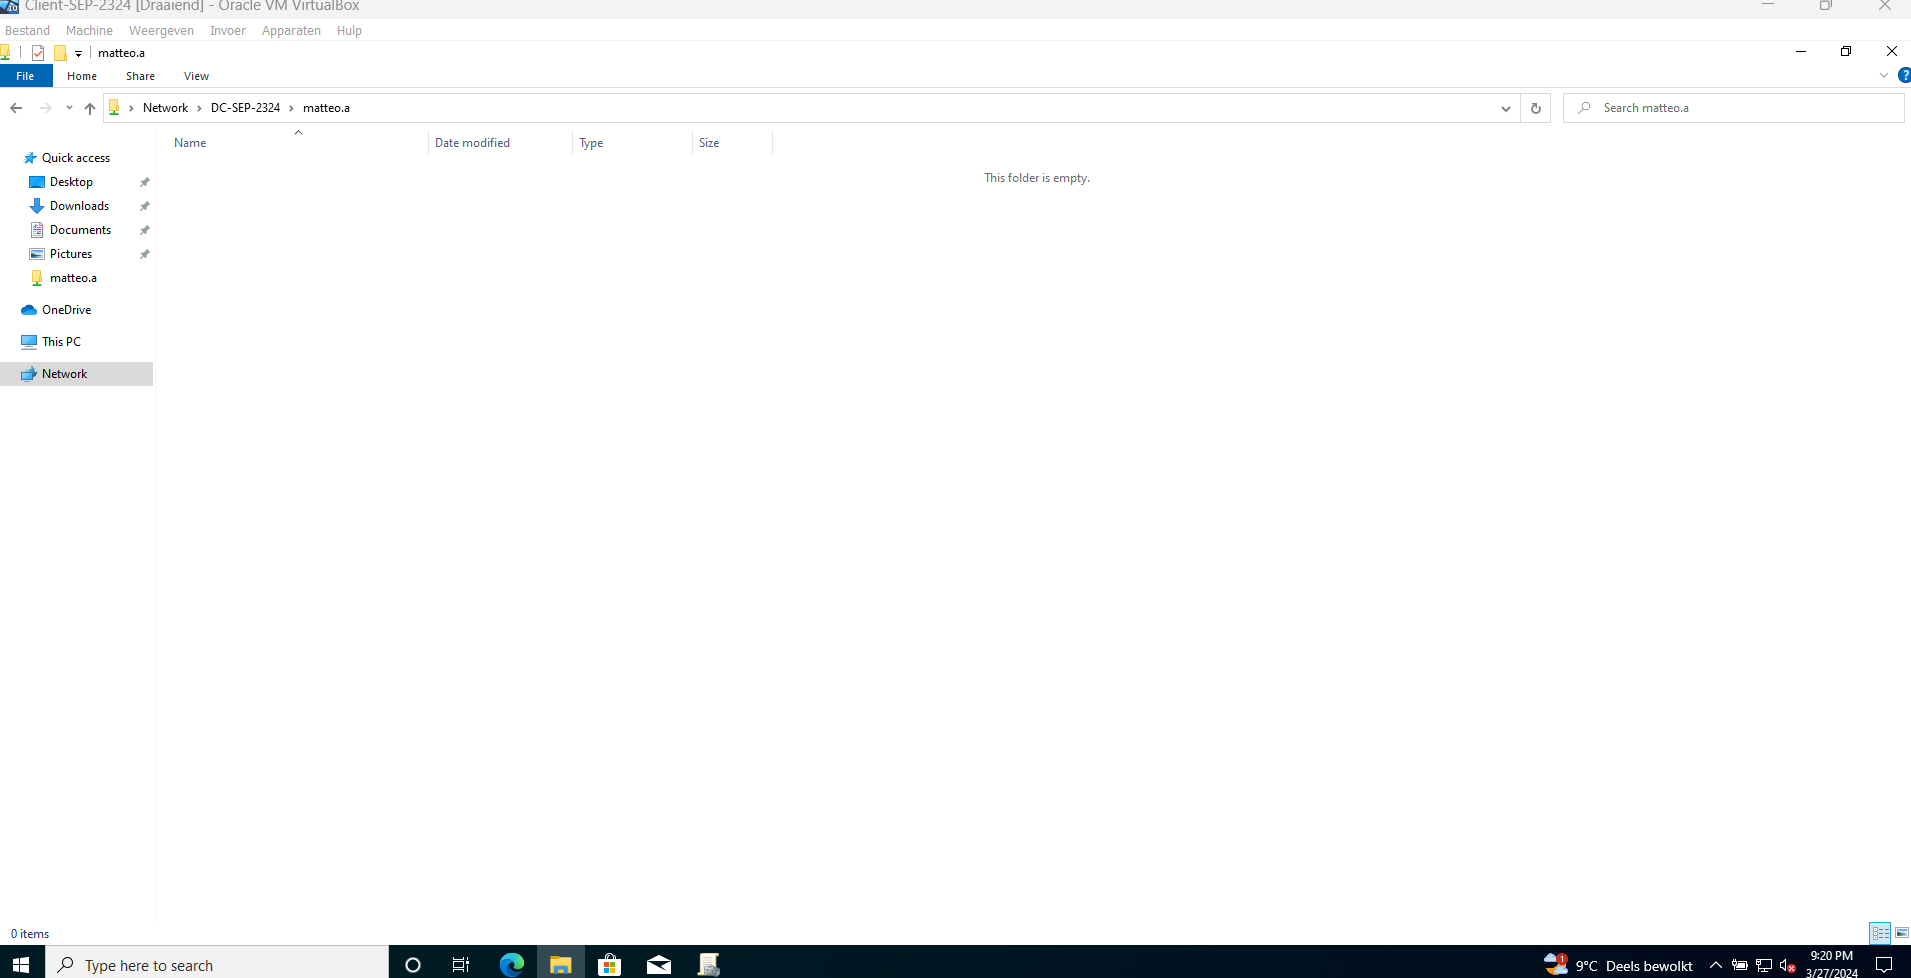 Client-SEP-2324 [Draaiend] - Oracle VM VirtualBox
Bestand Machine Weergeven Invoer Apparaten Hulp
matteo.a
File Home Share View
?
Network > DC-SEP-2324 > matteo.a
Search matteo.a
Name Date modified Type Size
This folder is empty.
Quick access
Desktop
Downloads
Documents
Pictures
matteo.a
OneDrive
This PC
Network
0 items
Type here to search
1
9°C Deels bewolkt
9:20 PM
3/27/2024